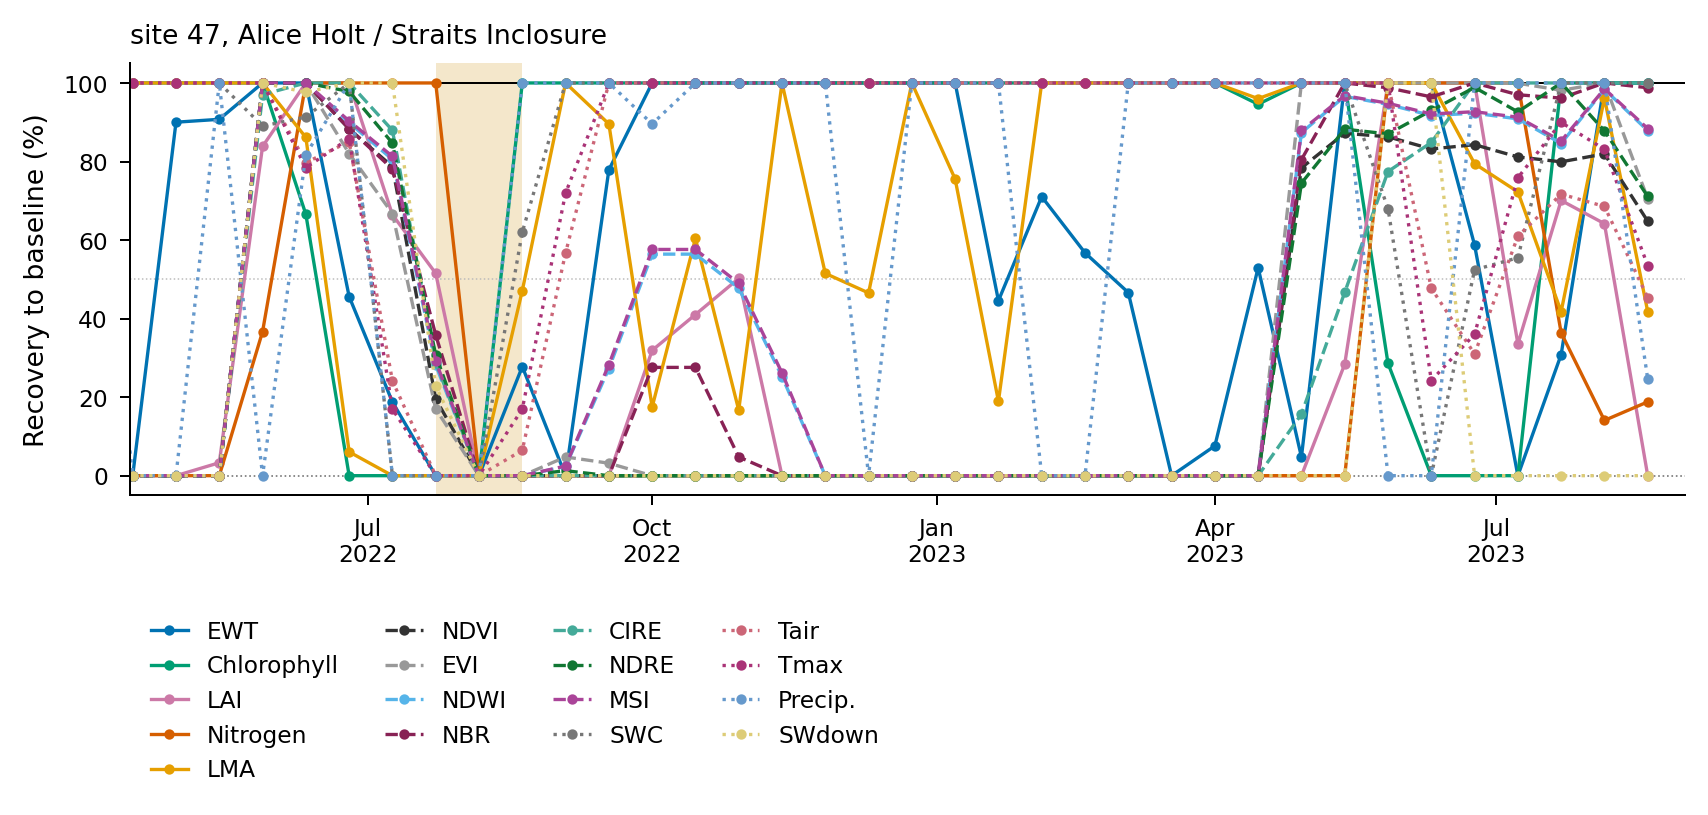 site 47, Alice Holt / Straits Inclosure
Recovery to baseline (%)
100
80
60
40
20
0
Jul
2022
Oct
2022
Jan
2023
Apr
2023
Jul
2023
EWT
Chlorophyll
LAI
Nitrogen
LMA
NDVI
EVI
NDWI
NBR
CIRE
NDRE
MSI
SWC
Tair
Tmax
Precip.
SWdown